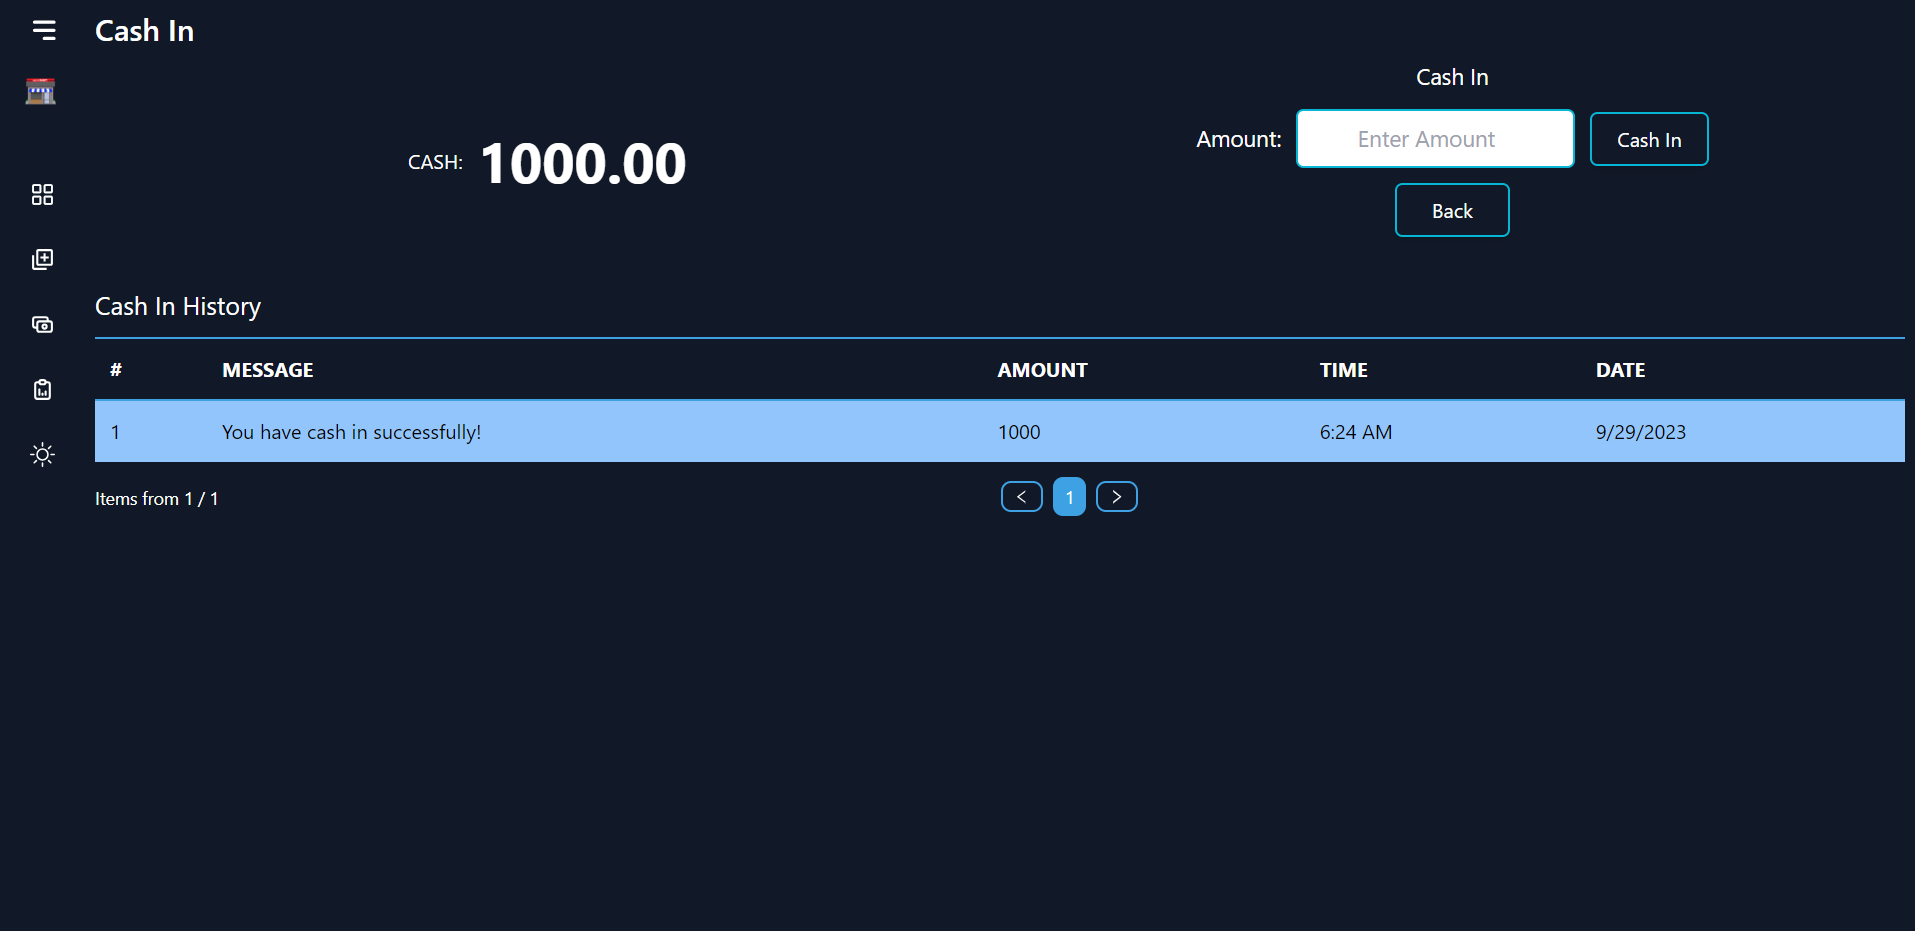 Cash In
Cash In
CASH: 1000.00
Amount: Enter Amount Cash In
Back
Cash In History
# MESSAGE AMOUNT TIME DATE
1 You have cash in successfully! 1000 6:24 AM 9/29/2023
Items from 1 / 1
< 1 >